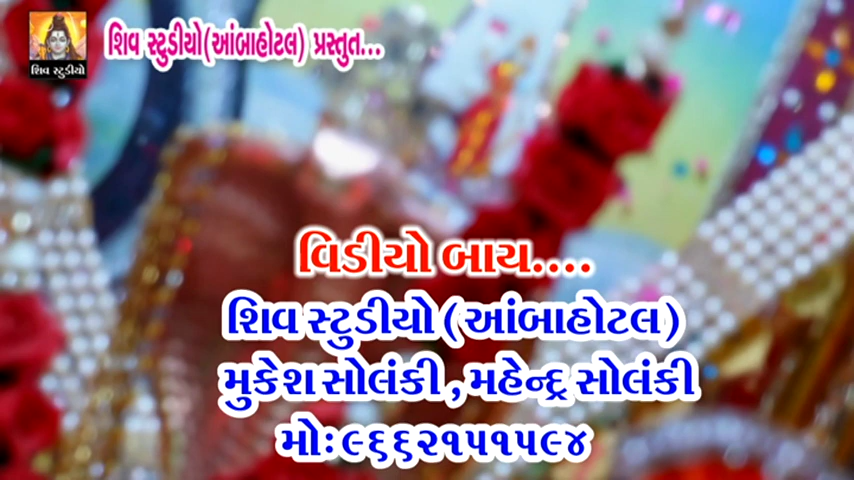 શિવ સ્ટુડીયો(આંબાહોટલ) પ્રસ્તુત...
શિવ સ્ટુડીયો
વિડીયો બાય....
શિવ સ્ટુડીયો(આંબાહોટલ)
મુકેશ સોલંકી,મહેન્દ્ર સોલંકી
મોઃ૯૬૬૨૧૫૧૫૯૪